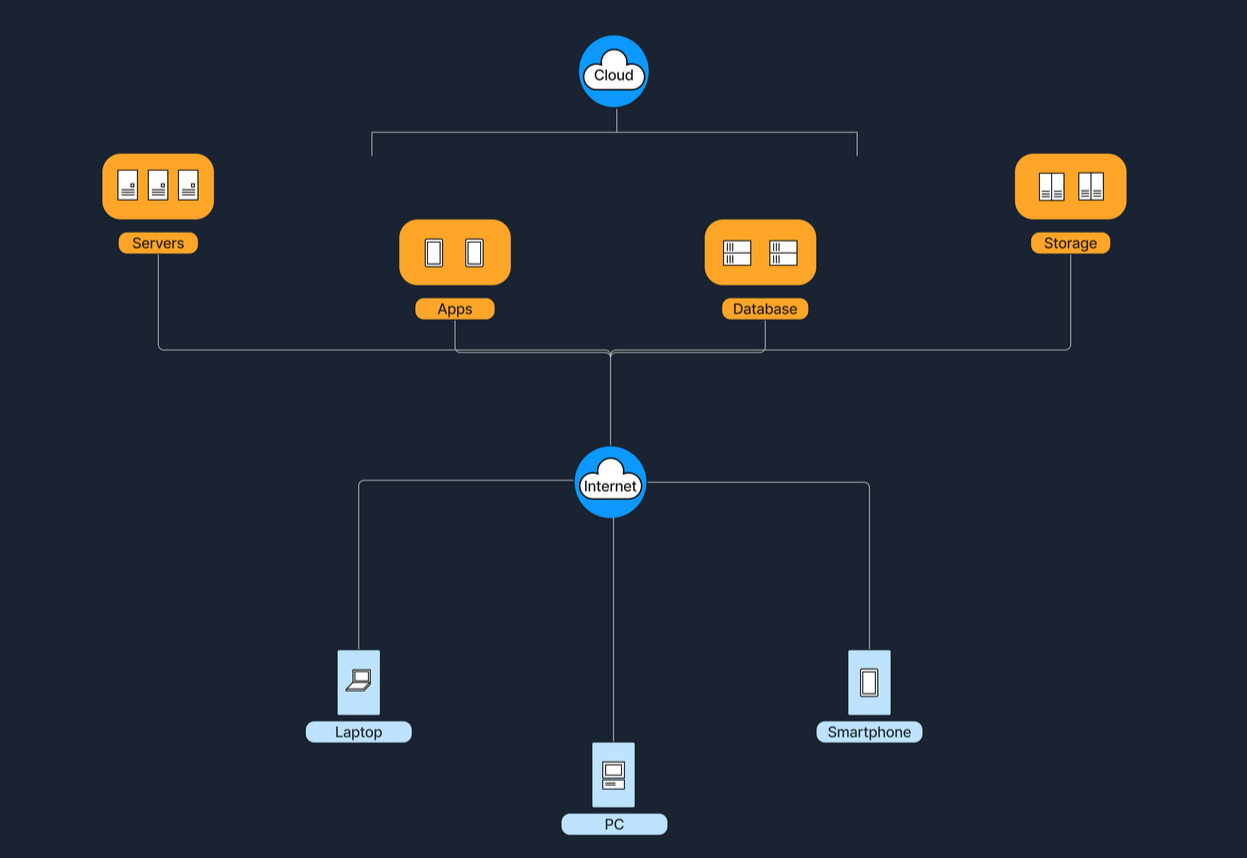 Cloud
Servers
Storage
Apps
Database
Internet
Laptop
Smartphone
PC